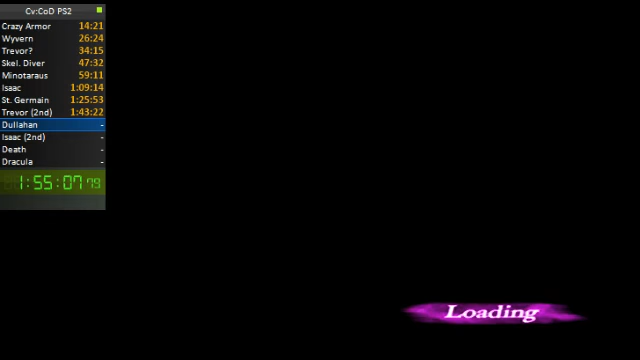 Cv:CoD PS2
Crazy Armor 14:21
Wyvern 26:24
Trevor? 34:15
Skel. Diver 47:32
Minotaraus 59:11
Isaac 1:09:14
St. Germain 1:25:53
Trevor (2nd) 1:43:22
Dullahan -
Isaac (2nd) -
Death -
Dracula -
1:55:07 79
Loading